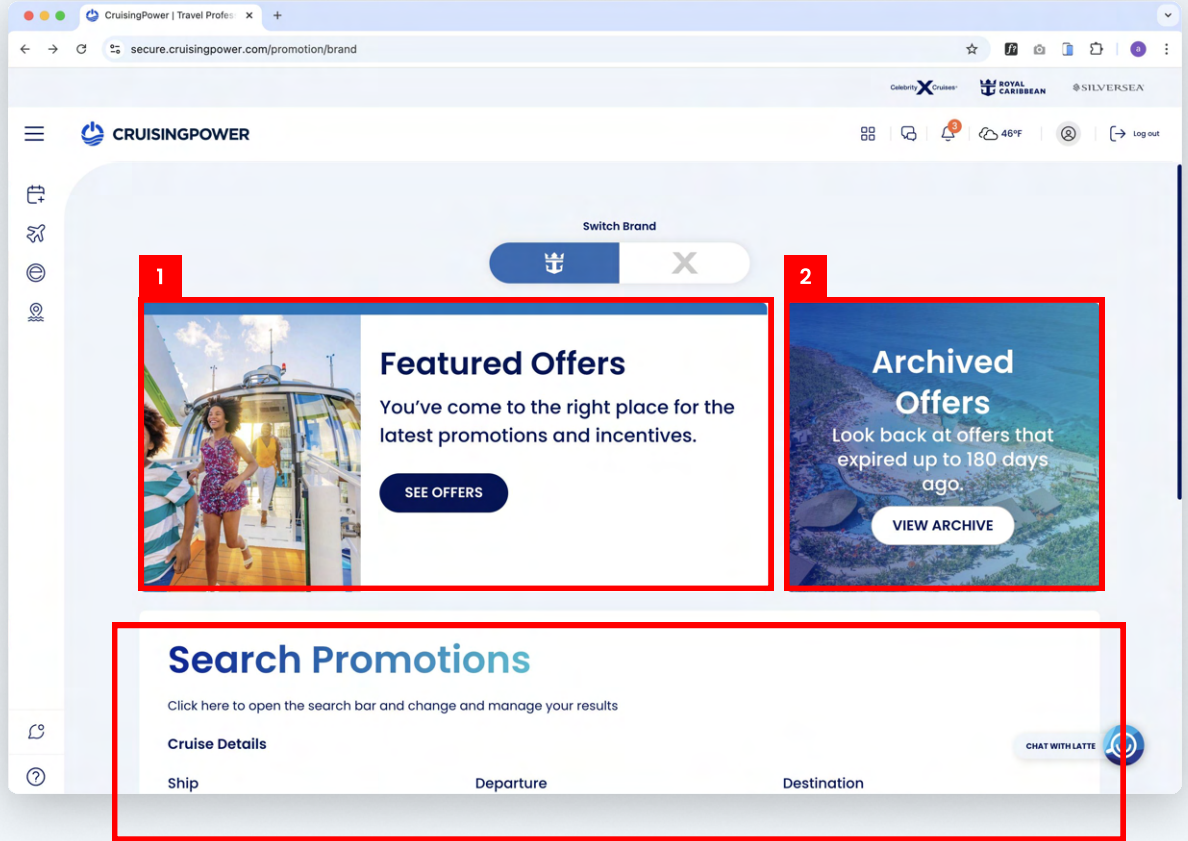 CruisingPower | Travel Profes
secure.cruisingpower.com/promotion/brand
a
Celebrity X Cruises
ROYAL
CARIBBEAN
SILVERSEA
CRUISINGPOWER
3
46°F
Log out
Switch Brand
1
2
Featured Offers
You’ve come to the right place for the
latest promotions and incentives.
SEE OFFERS
Archived
Offers
Look back at offers that
expired up to 180 days
ago.
VIEW ARCHIVE
Search Promotions
Click here to open the search bar and change and manage your results
Cruise Details
CHAT WITH LATTE
Ship
Departure
Destination